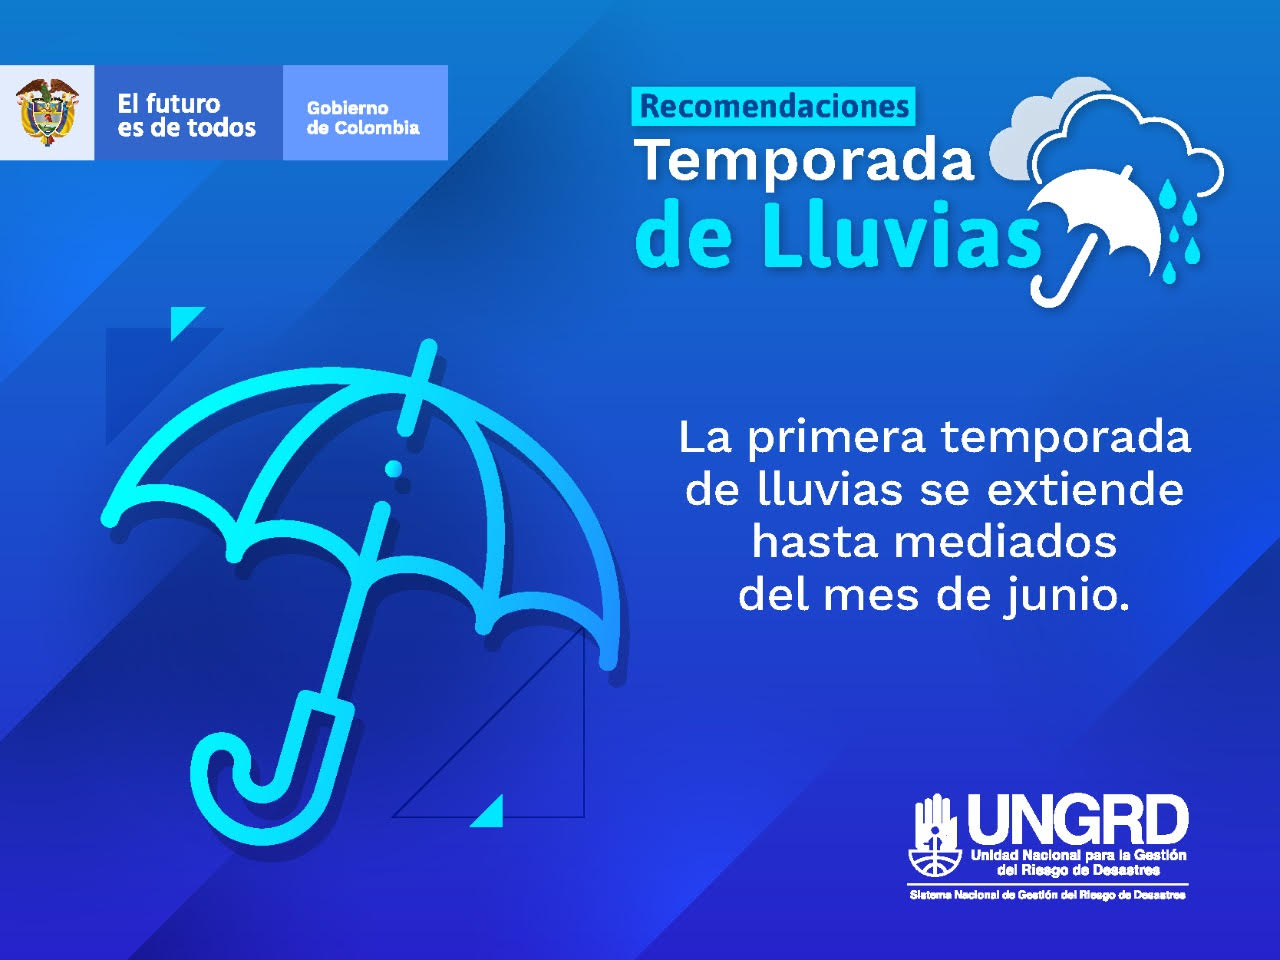 El futuro
es de todos
Gobierno
de Colombia
Recomendaciones
Temporada
de Lluvias
La primera temporada
de lluvias se extiende
hasta mediados
del mes de junio.
UNGRD
Unidad Nacional para la Gestión
del Riesgo de Desastres
Sistema Nacional de Gestión del Riesgo de Desastres